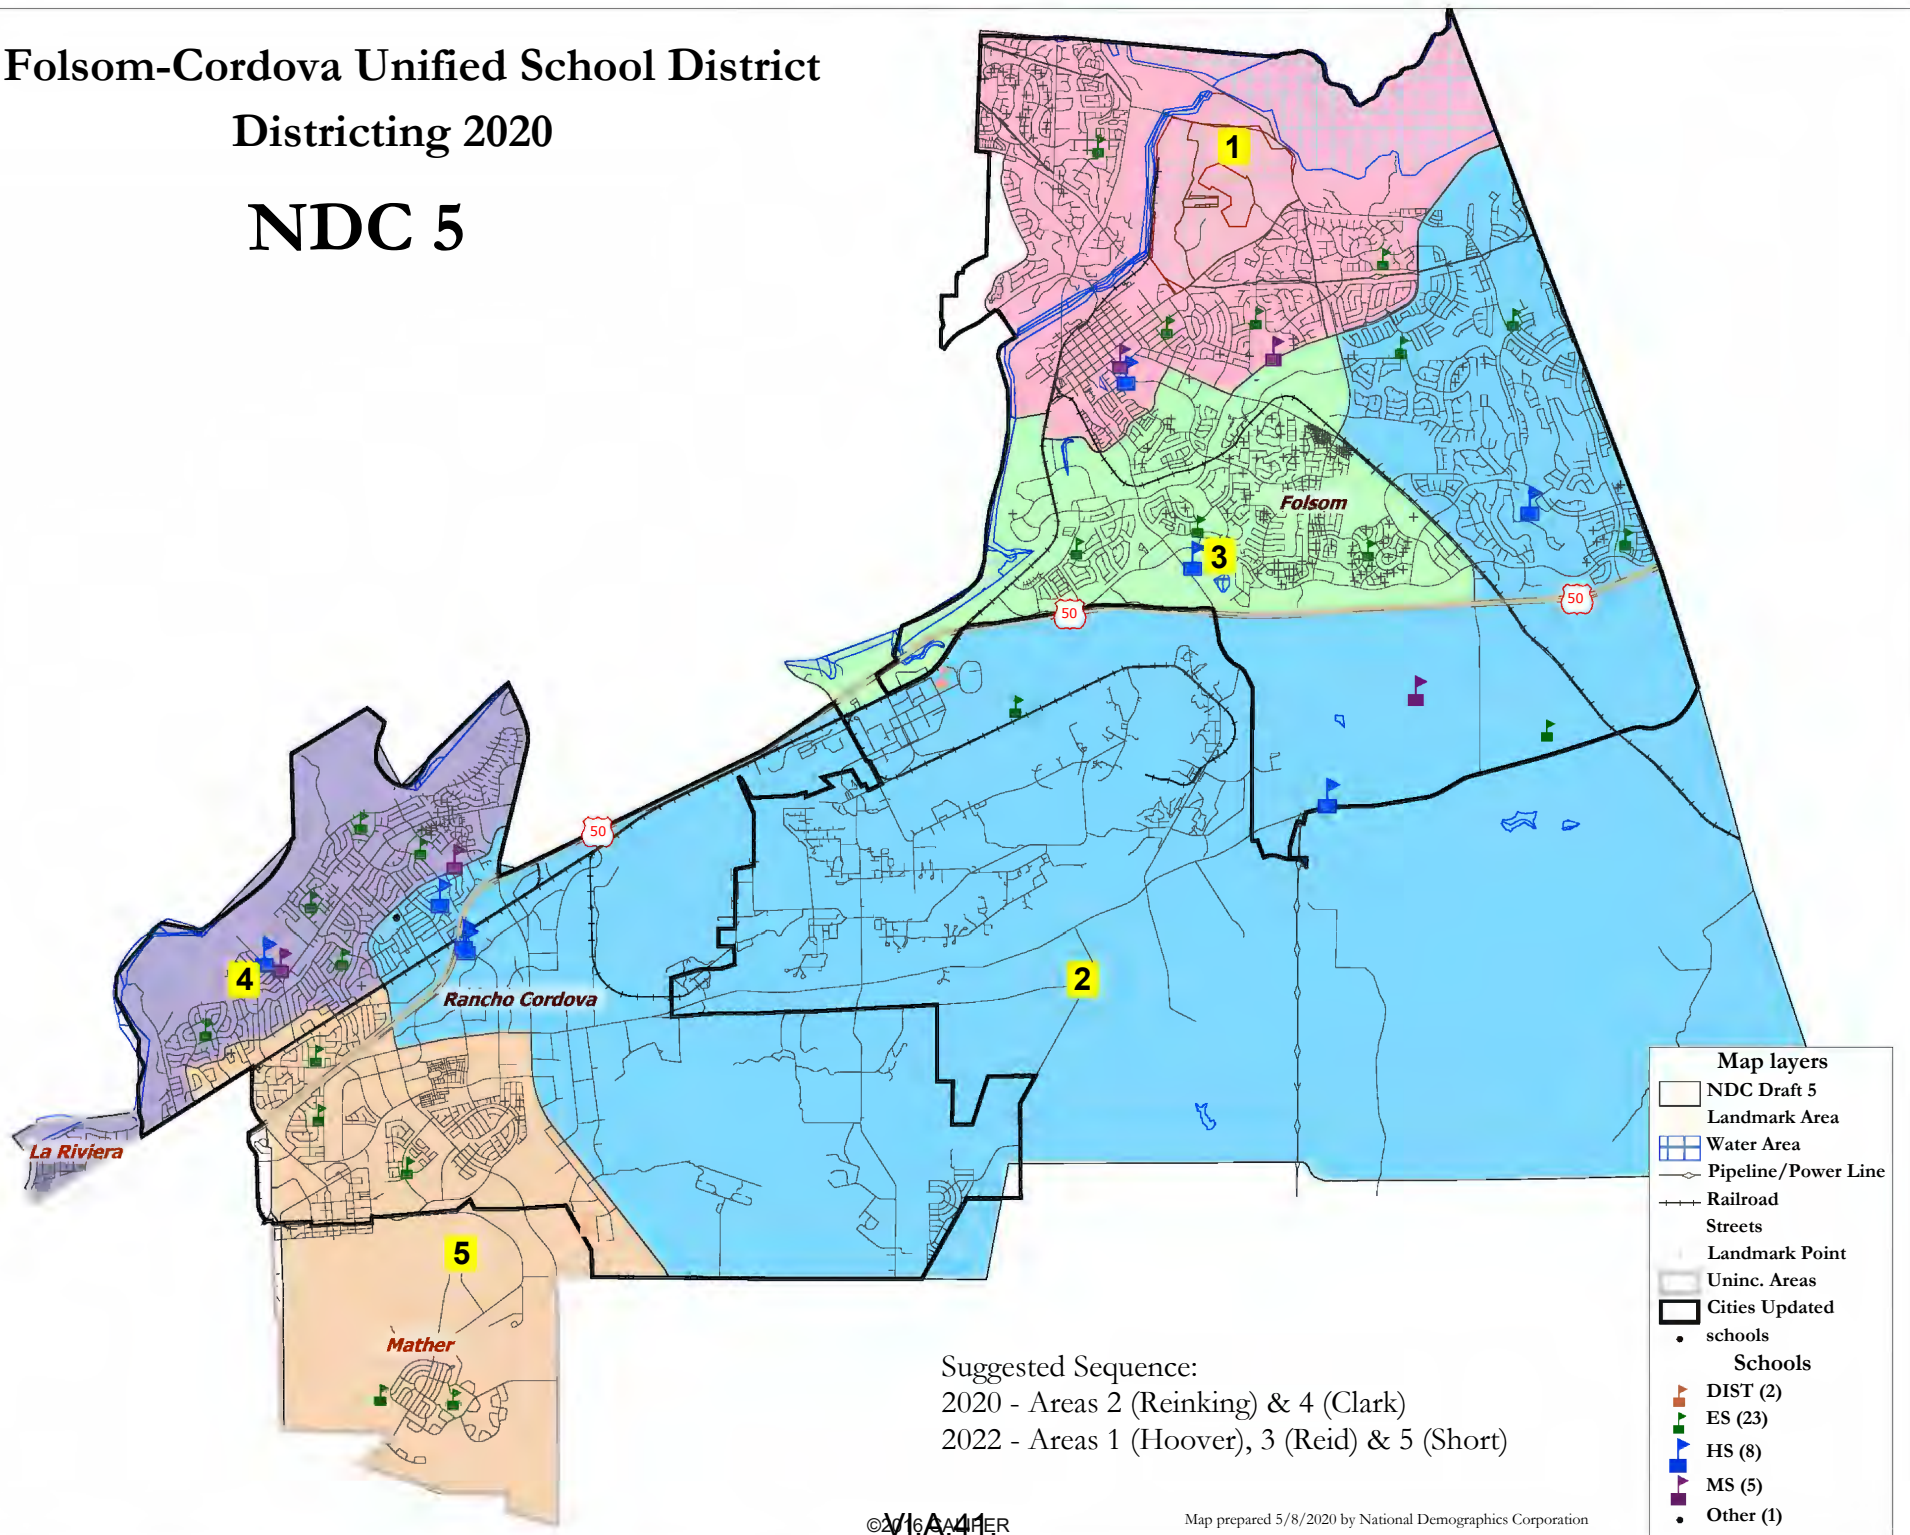 Folsom-Cordova Unified School District
Districting 2020
NDC 5
1
Folsom
3
50
50
50
4
Rancho Cordova
2
La Riviera
5
Mather
Map layers
NDC Draft 5
Landmark Area
Water Area
Pipeline/Power Line
Railroad
Streets
Landmark Point
Uninc. Areas
Cities Updated
schools
Schools
DIST (2)
ES (23)
HS (8)
MS (5)
Other (1)
Suggested Sequence:
2020 - Areas 2 (Reinking) & 4 (Clark)
2022 - Areas 1 (Hoover), 3 (Reid) & 5 (Short)
©2016 CALIPER
VI.A.41.
Map prepared 5/8/2020 by National Demographics Corporation